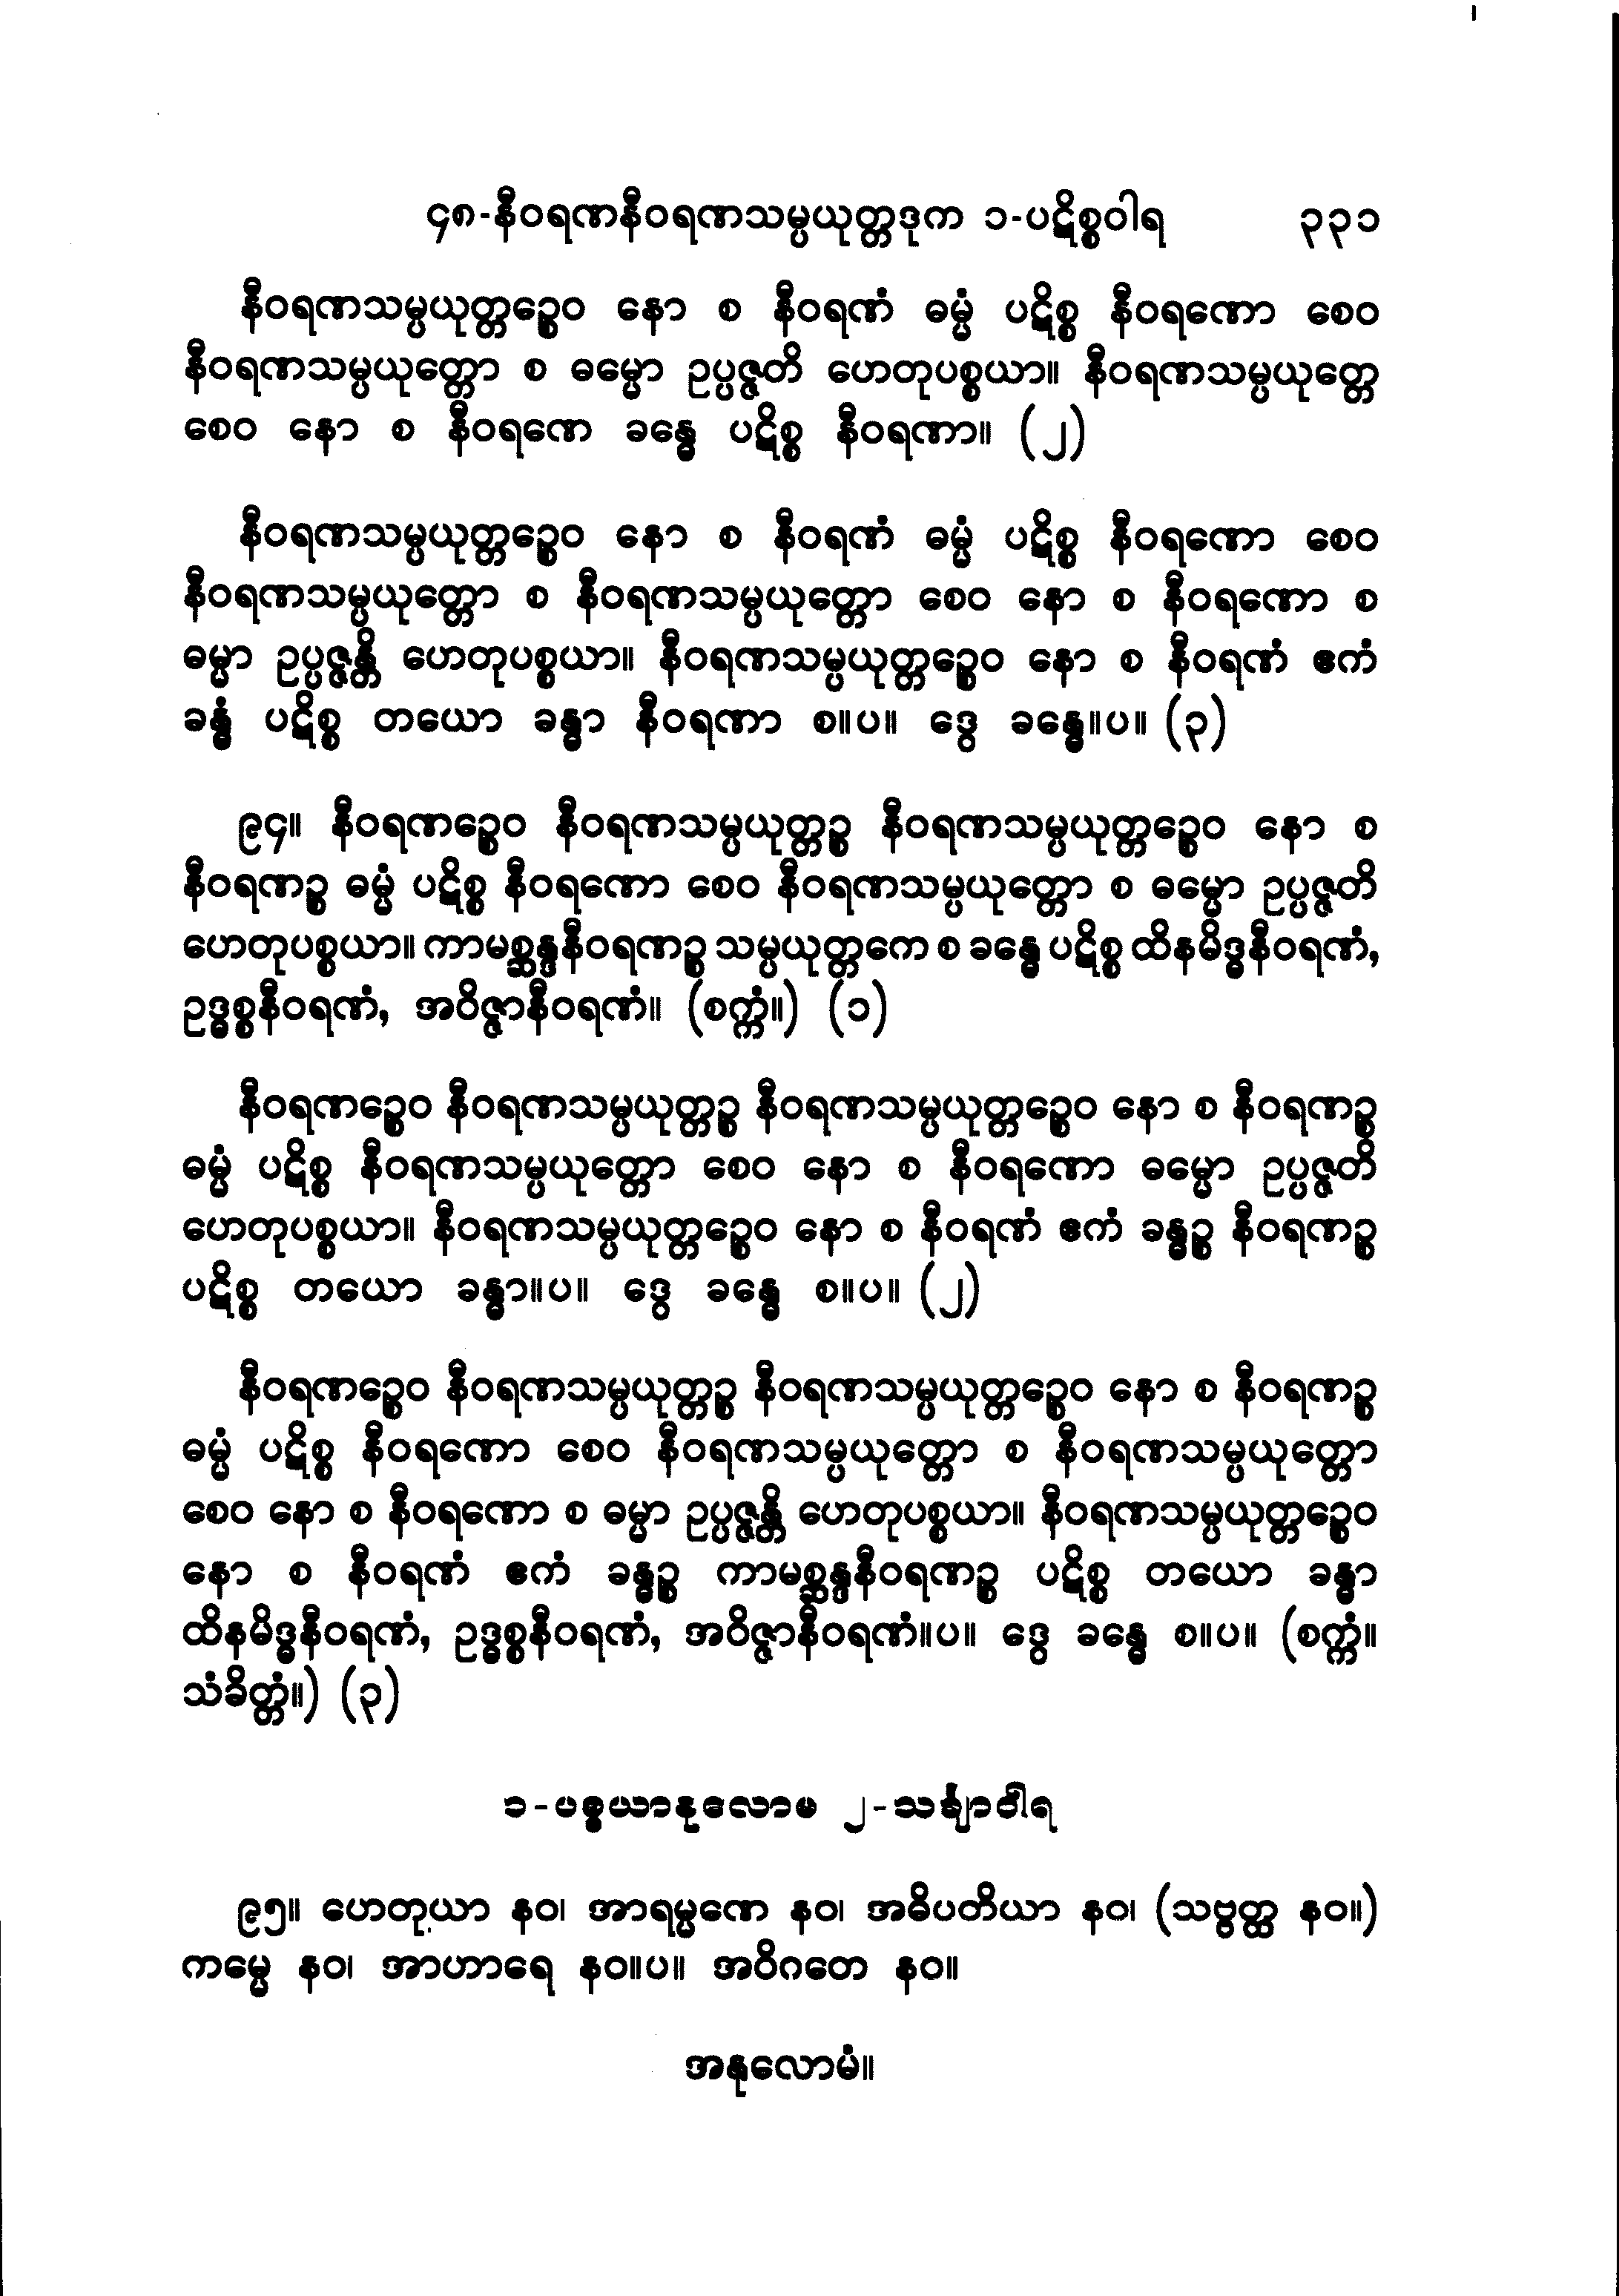 ၄၈-နီဝရဏနီဝရဏသမ္ပယုတ္တဒုက ၁-ပဋိစ္စဝါရ ၃၃၁
နီဝရဏသမ္ပယုတ္တဉ္စေဝ နော စ နီဝရဏံ ဓမ္မံ ပဋိစ္စ နီဝရဏော စေဝ
နီဝရဏသမ္ပယုတ္တော စ ဓမ္မော ဥပ္ပဇ္ဇတိ ဟေတုပစ္စယာ။ နီဝရဏသမ္ပယုတ္တေ
စေဝ နော စ နီဝရဏေ ခန္ဓေ ပဋိစ္စ နီဝရဏာ။ (၂)
နီဝရဏသမ္ပယုတ္တဉ္စေဝ နော စ နီဝရဏံ ဓမ္မံ ပဋိစ္စ နီဝရဏော စေဝ
နီဝရဏသမ္ပယုတ္တော စ နီဝရဏသမ္ပယုတ္တော စေဝ နော စ နီဝရဏော စ
ဓမ္မာ ဥပ္ပဇ္ဇန္တိ ဟေတုပစ္စယာ။ နီဝရဏသမ္ပယုတ္တဉ္စေဝ နော စ နီဝရဏံ ဧကံ
ခန္ဓံ ပဋိစ္စ တယော ခန္ဓာ နီဝရဏာ စ။ပ။ ဒွေ ခန္ဓေ။ပ။ (၃)
၉၄။ နီဝရဏဉ္စေဝ နီဝရဏသမ္ပယုတ္တဉ္စ နီဝရဏသမ္ပယုတ္တဉ္စေဝ နော စ
နီဝရဏဉ္စ ဓမ္မံ ပဋိစ္စ နီဝရဏော စေဝ နီဝရဏသမ္ပယုတ္တော စ ဓမ္မော ဥပ္ပဇ္ဇတိ
ဟေတုပစ္စယာ။ ကာမစ္ဆန္ဒနီဝရဏဉ္စ သမ္ပယုတ္တကေ စ ခန္ဓေ ပဋိစ္စ ထိနမိဒ္ဓနီဝရဏံ,
ဥဒ္ဓစ္စနီဝရဏံ, အဝိဇ္ဇာနီဝရဏံ။ (စက္ကံ။) (၁)
နီဝရဏဉ္စေဝ နီဝရဏသမ္ပယုတ္တဉ္စ နီဝရဏသမ္ပယုတ္တဉ္စေဝ နော စ နီဝရဏဉ္စ
ဓမ္မံ ပဋိစ္စ နီဝရဏသမ္ပယုတ္တော စေဝ နော စ နီဝရဏော ဓမ္မော ဥပ္ပဇ္ဇတိ
ဟေတုပစ္စယာ။ နီဝရဏသမ္ပယုတ္တဉ္စေဝ နော စ နီဝရဏံ ဧကံ ခန္ဓဉ္စ နီဝရဏဉ္စ
ပဋိစ္စ တယော ခန္ဓာ။ပ။ ဒွေ ခန္ဓေ စ။ပ။ (၂)
နီဝရဏဉ္စေဝ နီဝရဏသမ္ပယုတ္တဉ္စ နီဝရဏသမ္ပယုတ္တဉ္စေဝ နော စ နီဝရဏဉ္စ
ဓမ္မံ ပဋိစ္စ နီဝရဏော စေဝ နီဝရဏသမ္ပယုတ္တော စ နီဝရဏသမ္ပယုတ္တော
စေဝ နော စ နီဝရဏော စ ဓမ္မာ ဥပ္ပဇ္ဇန္တိ ဟေတုပစ္စယာ။ နီဝရဏသမ္ပယုတ္တဉ္စေဝ
နော စ နီဝရဏံ ဧကံ ခန္ဓဉ္စ ကာမစ္ဆန္ဒနီဝရဏဉ္စ ပဋိစ္စ တယော ခန္ဓာ
ထိနမိဒ္ဓနီဝရဏံ, ဥဒ္ဓစ္စနီဝရဏံ, အဝိဇ္ဇာနီဝရဏံ။ပ။ ဒွေ ခန္ဓေ စ။ပ။ (စက္ကံ။
သံခိတ္တံ။) (၃)
၁-ပစ္စယာနုလောမ ၂-သင်္ချာဝါရ
၉၅။ ဟေတုယာ နဝ၊ အာရမ္မဏေ နဝ၊ အဓိပတိယာ နဝ၊ (သဗ္ဗတ္ထ နဝ။)
ကမ္မေ နဝ၊ အာဟာရေ နဝ။ပ။ အဝိဂတေ နဝ။
အနုလောမံ။